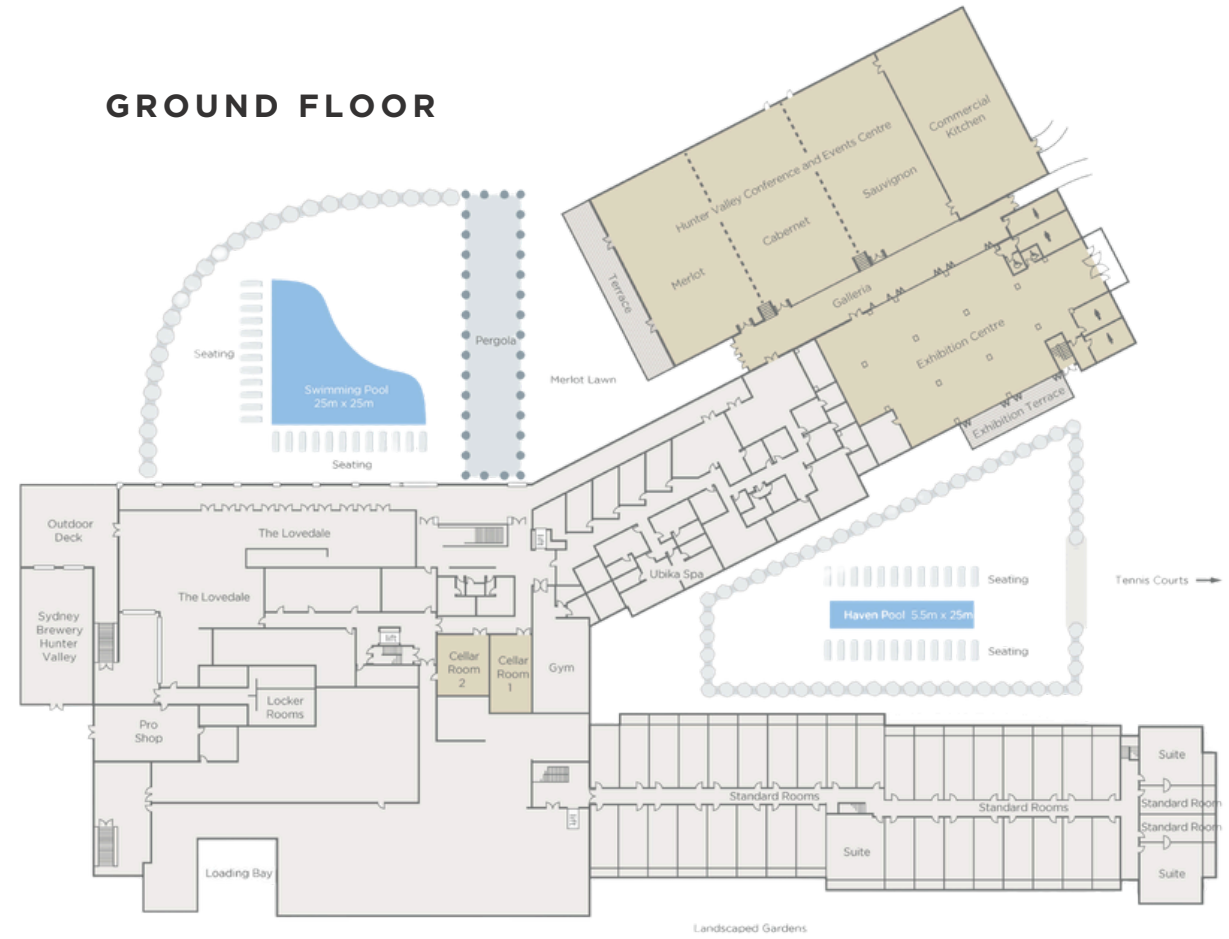 GROUND FLOOR
Commercial
Kitchen
Hunter Valley Conference and Events Centre
Sauvignon
Cabernet
Merlot
Terrace
Galleria
Exhibition Centre
Exhibition Terrace
Pergola
Merlot Lawn
Seating
Swimming Pool
25m x 25m
Seating
Outdoor
Deck
The Lovedale
lift
The Lovedale
Ubika Spa
Seating
Tennis Courts
Haven Pool 5.5m x 25m
Seating
Sydney
Brewery
Hunter
Valley
lift
Cellar
Room
2
Cellar
Room
1
Gym
Locker
Rooms
Pro
Shop
Suite
Standard Rooms
Standard Rooms
Standard Room
Standard Room
lift
Suite
Suite
Loading Bay
Landscaped Gardens